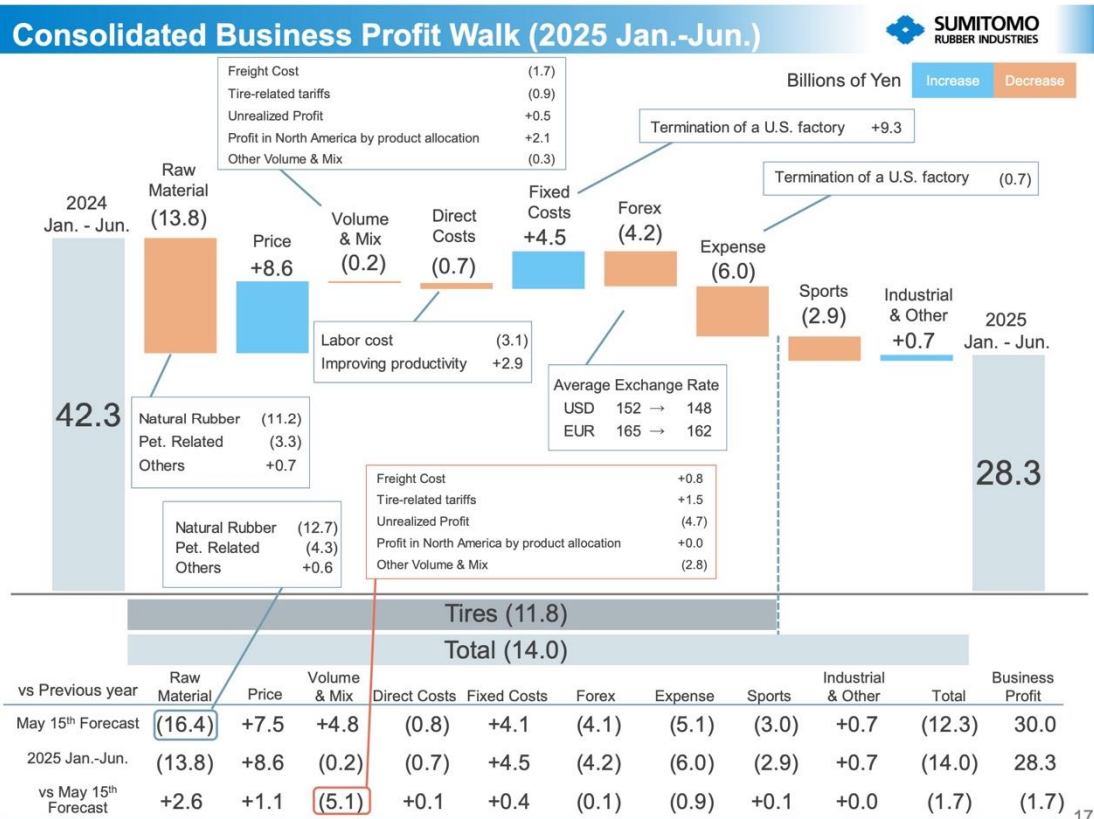 Consolidated Business Profit Walk (2025 Jan.-Jun.)
SUMITOMO
RUBBER INDUSTRIES
Billions of Yen
Increase Decrease
Freight Cost (1.7)
Tire-related tariffs (0.9)
Unrealized Profit +0.5
Profit in North America by product allocation +2.1
Other Volume & Mix (0.3)
Termination of a U.S. factory +9.3
Termination of a U.S. factory (0.7)
2024
Jan. - Jun.
42.3
Raw
Material
(13.8)
Price
+8.6
Volume
& Mix
(0.2)
Direct
Costs
(0.7)
Fixed
Costs
+4.5
Forex
(4.2)
Expense
(6.0)
Sports
(2.9)
Industrial
& Other
+0.7
2025
Jan. - Jun.
28.3
Labor cost (3.1)
Improving productivity +2.9
Average Exchange Rate
USD 152 → 148
EUR 165 → 162
Natural Rubber (11.2)
Pet. Related (3.3)
Others +0.7
Natural Rubber (12.7)
Pet. Related (4.3)
Others +0.6
Freight Cost +0.8
Tire-related tariffs +1.5
Unrealized Profit (4.7)
Profit in North America by product allocation +0.0
Other Volume & Mix (2.8)
Tires (11.8)
Total (14.0)
vs Previous year Raw Material Price Volume & Mix Direct Costs Fixed Costs Forex Expense Sports Industrial & Other Total Business Profit
May 15th Forecast (16.4) +7.5 +4.8 (0.8) +4.1 (4.1) (5.1) (3.0) +0.7 (12.3) 30.0
2025 Jan.-Jun. (13.8) +8.6 (0.2) (0.7) +4.5 (4.2) (6.0) (2.9) +0.7 (14.0) 28.3
vs May 15th Forecast +2.6 +1.1 (5.1) +0.1 +0.4 (0.1) (0.9) +0.1 +0.0 (1.7) (1.7)
17